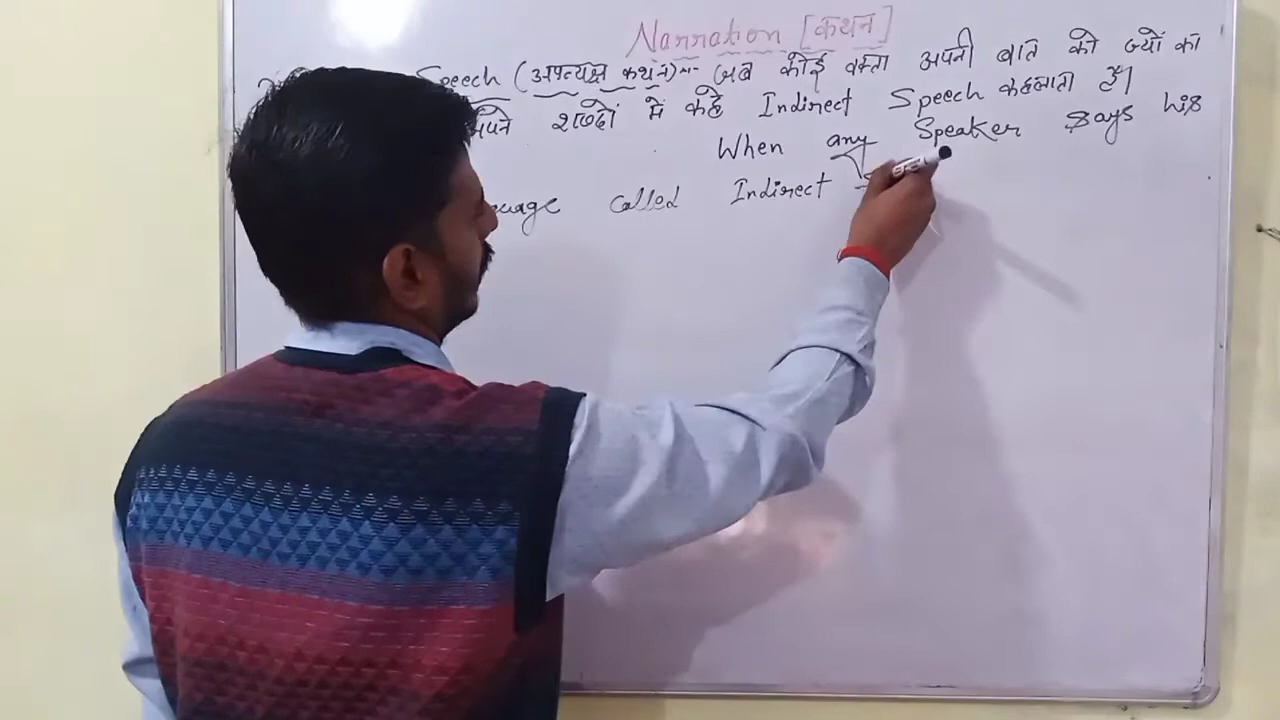 Narration [कथन]
Speech (अप्रत्यक्ष कथन):- जब कोई वक्ता अपनी बात को ज्यों का
अपने शब्दों में कहे Indirect Speech कहलाता है।
When any Speaker Says his
called Indirect